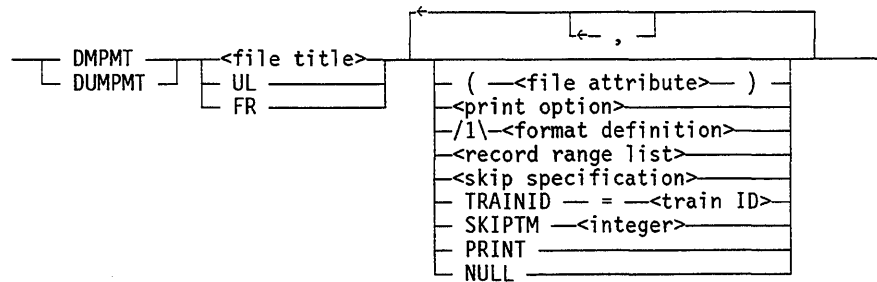 ,
DMPMT <file title>
DUMPMT UL ( <file attribute> )
FR <print option>
/1\ <format definition>
<record range list>
<skip specification>
TRAINID = <train ID>
SKIPTM <integer>
PRINT
NULL